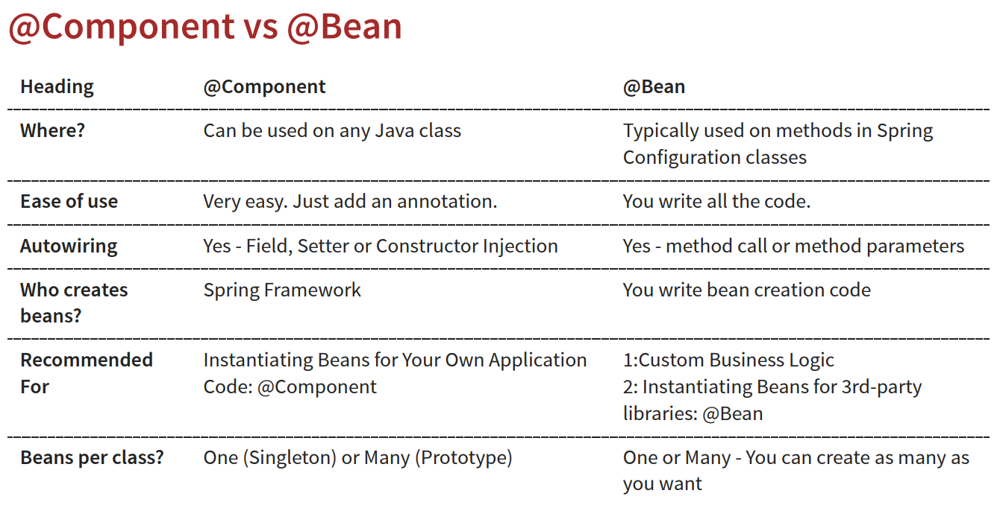 @Component vs @Bean
Heading @Component @Bean
Where? Can be used on any Java class Typically used on methods in Spring
Configuration classes
Ease of use Very easy. Just add an annotation. You write all the code.
Autowiring Yes - Field, Setter or Constructor Injection Yes - method call or method parameters
Who creates Spring Framework You write bean creation code
beans?
Recommended Instantiating Beans for Your Own Application 1:Custom Business Logic
For Code: @Component 2: Instantiating Beans for 3rd-party
libraries: @Bean
Beans per class? One (Singleton) or Many (Prototype) One or Many - You can create as many as
you want